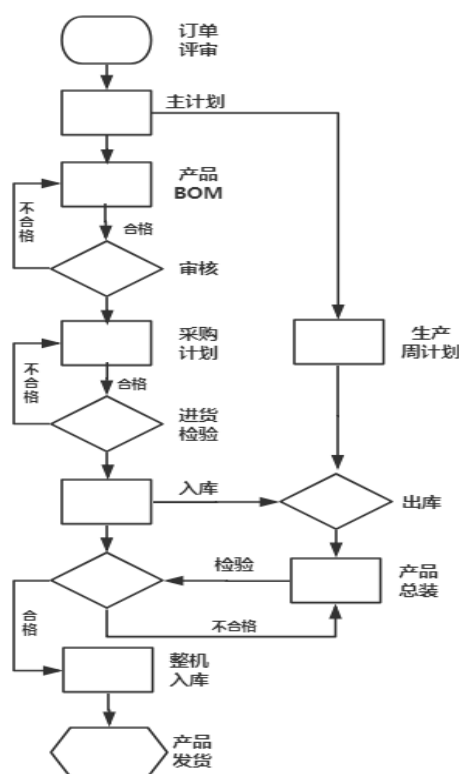 订单
评审
主计划
产品
BOM
不合格
合格
审核
采购
计划
生产
周计划
不合格
合格
进货
检验
入库
出库
检验
产品
总装
合格
不合格
整机
入库
产品
发货